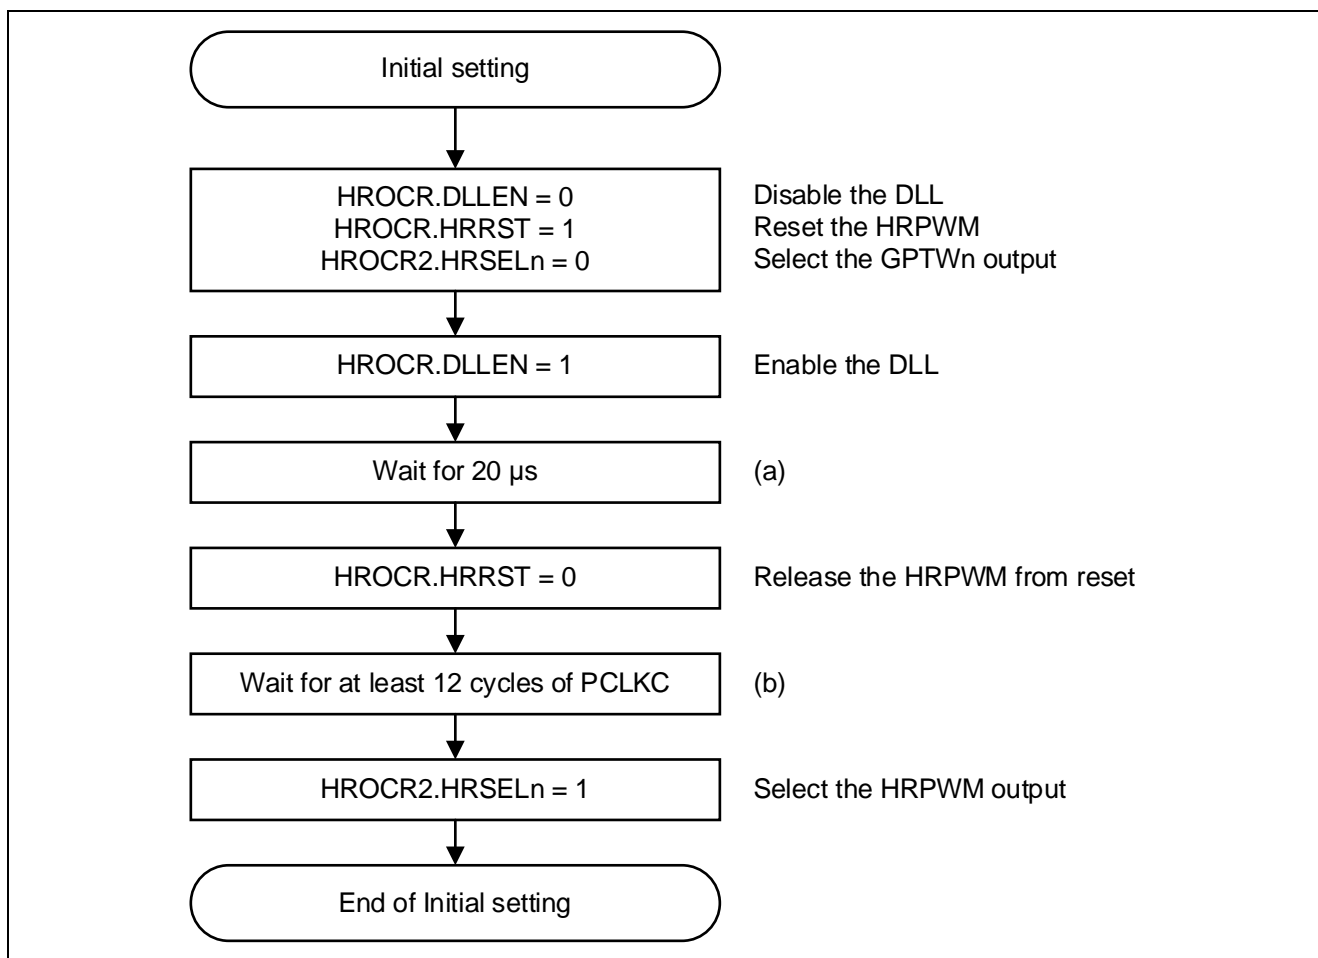 Initial setting
HROCR.DLLEN = 0 Disable the DLL
HROCR.HRRST = 1 Reset the HRPWM
HROCR2.HRSELn = 0 Select the GPTWn output
HROCR.DLLEN = 1 Enable the DLL
Wait for 20 µs (a)
HROCR.HRRST = 0 Release the HRPWM from reset
Wait for at least 12 cycles of PCLKC (b)
HROCR2.HRSELn = 1 Select the HRPWM output
End of Initial setting